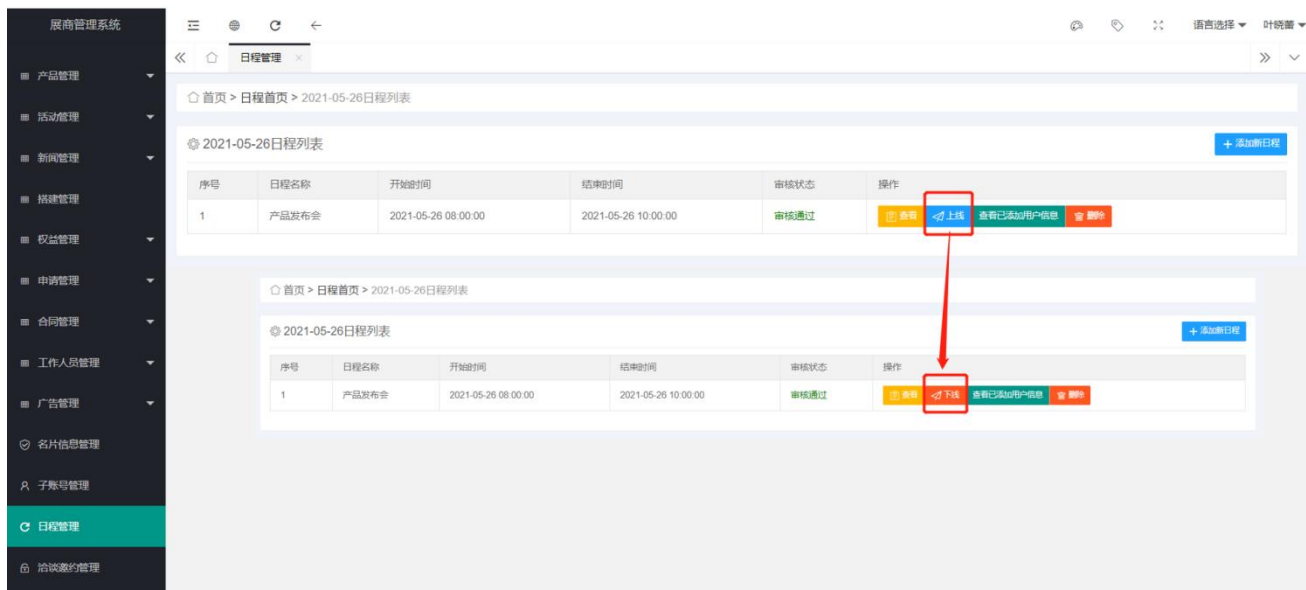 展商管理系统
语言选择
叶晓蕾
日程管理 ×
产品管理
活动管理
新闻管理
搭建管理
权益管理
申请管理
合同管理
工作人员管理
广告管理
名片信息管理
子账号管理
日程管理
洽谈邀约管理
首页 > 日程首页 > 2021-05-26日程列表
2021-05-26日程列表
+ 添加新日程
序号 日程名称 开始时间 结束时间 审核状态 操作
1 产品发布会 2021-05-26 08:00:00 2021-05-26 10:00:00 审核通过 查看 上线 查看已添加用户信息 删除
首页 > 日程首页 > 2021-05-26日程列表
2021-05-26日程列表
+ 添加新日程
序号 日程名称 开始时间 结束时间 审核状态 操作
1 产品发布会 2021-05-26 08:00:00 2021-05-26 10:00:00 审核通过 查看 下线 查看已添加用户信息 删除